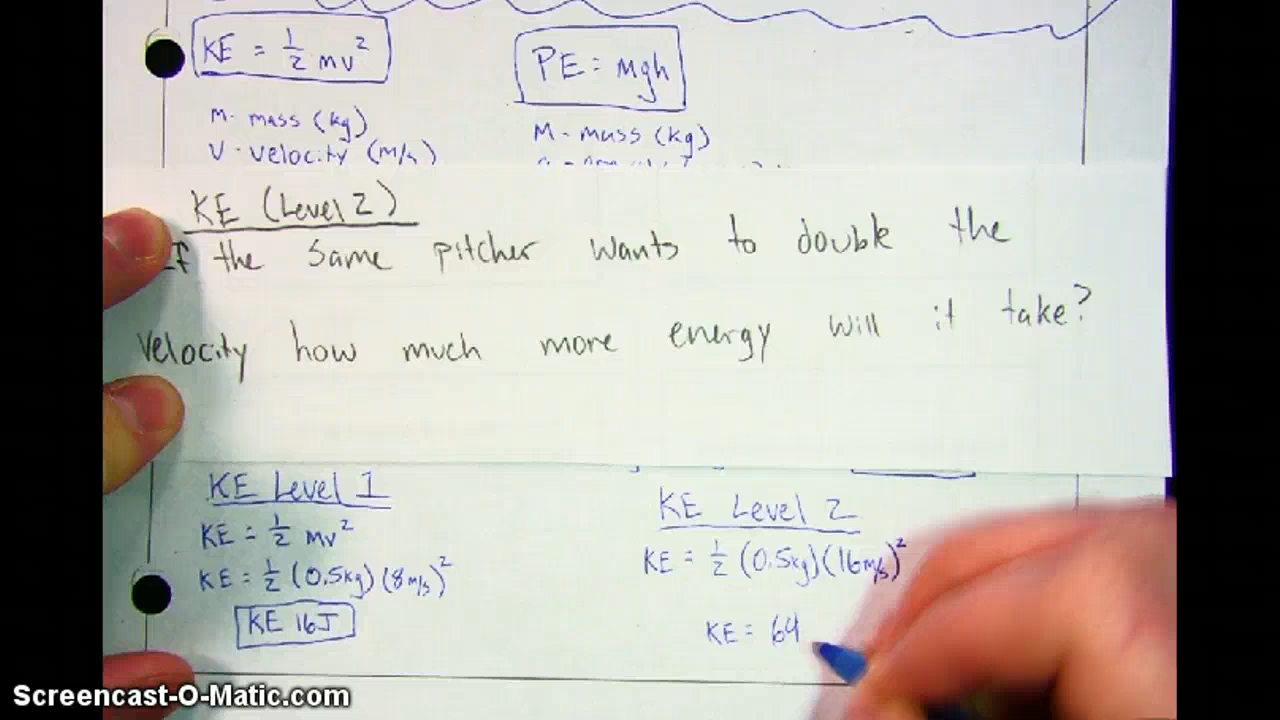 KE = 1/2 mv²
PE = mgh
M - mass (kg)
V - velocity (m/s)
M - mass (kg)
KE (Level 2)
If the same pitcher wants to double the
velocity how much more energy will it take?
KE Level 1
KE = 1/2 mv²
KE = 1/2 (0.5kg)(8m/s)²
KE 16J
KE Level 2
KE = 1/2 (0.5kg)(16m/s)²
KE = 64
Screencast-O-Matic.com